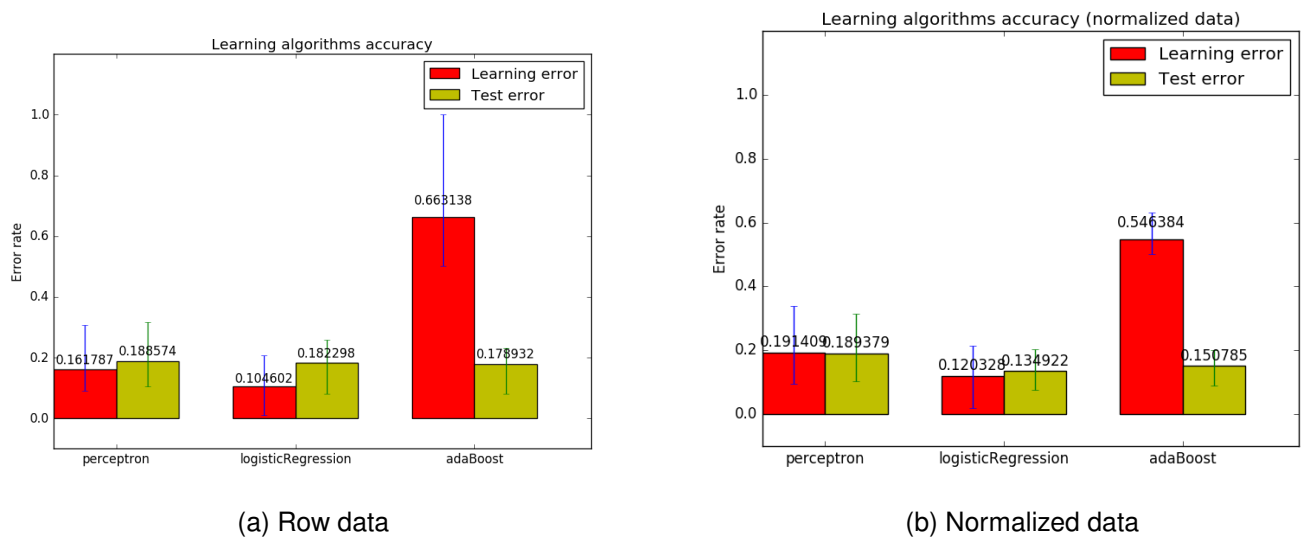 Learning algorithms accuracy
Learning error
Test error
1.0
0.8
0.6
0.4
0.2
0.0
Error rate
0.161787
0.188574
0.104602
0.182298
0.663138
0.178932
perceptron
logisticRegression
adaBoost
(a) Row data
Learning algorithms accuracy (normalized data)
Learning error
Test error
1.0
0.8
0.6
0.4
0.2
0.0
Error rate
0.191409
0.189379
0.120328
0.134922
0.546384
0.150785
perceptron
logisticRegression
adaBoost
(b) Normalized data